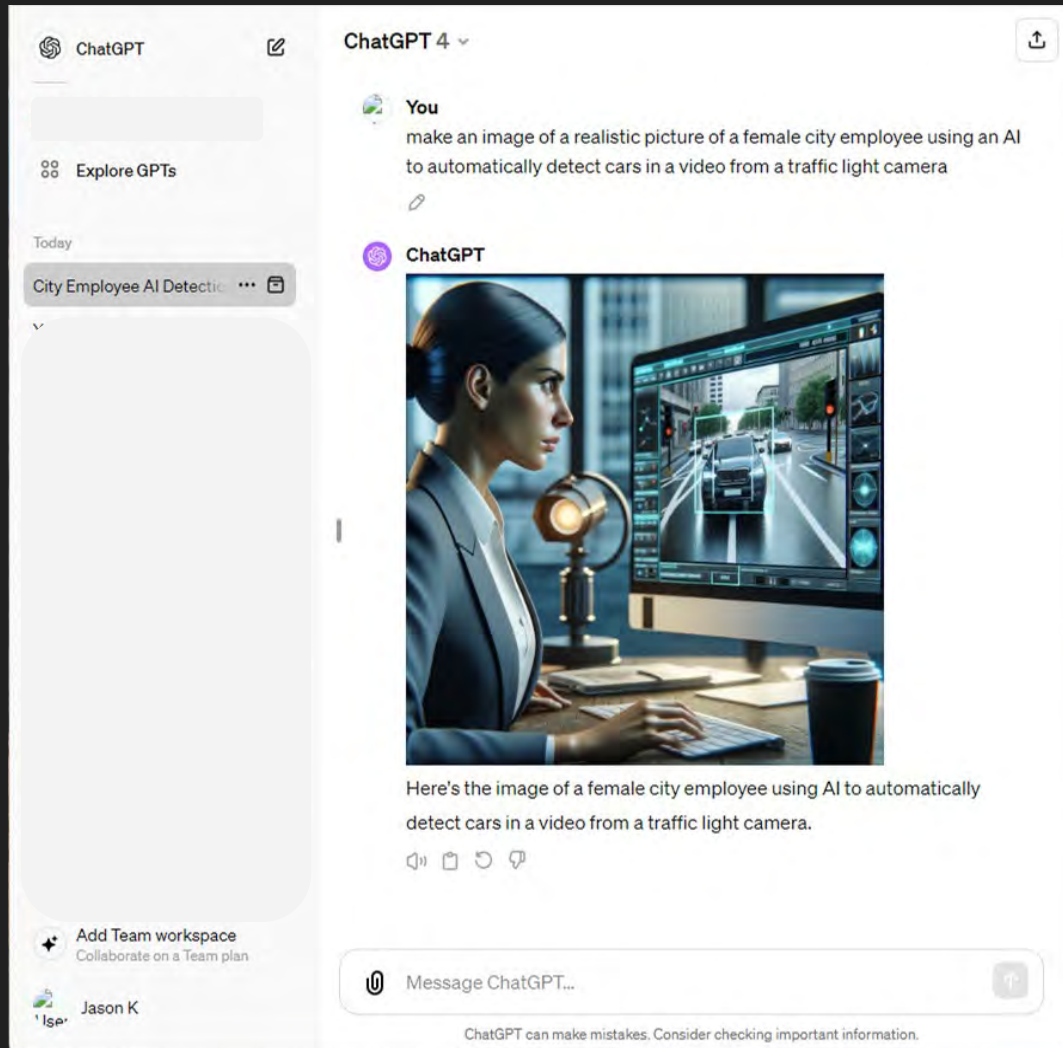 ChatGPT
Explore GPTs
Today
City Employee AI Detectio
Add Team workspace
Collaborate on a Team plan
User
Jason K
ChatGPT 4
You
make an image of a realistic picture of a female city employee using an AI
to automatically detect cars in a video from a traffic light camera
ChatGPT
Here's the image of a female city employee using AI to automatically
detect cars in a video from a traffic light camera.
Message ChatGPT...
ChatGPT can make mistakes. Consider checking important information.